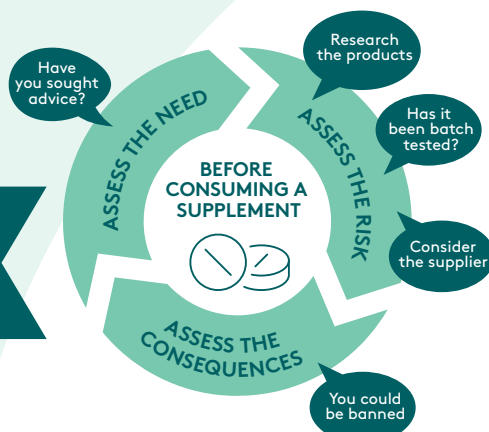 Have
you sought
advice?
ASSESS THE NEED
Research
the products
Has it
been batch
tested?
Consider
the supplier
ASSESS THE RISK
BEFORE
CONSUMING A
SUPPLEMENT
ASSESS THE
CONSEQUENCES
You could
be banned